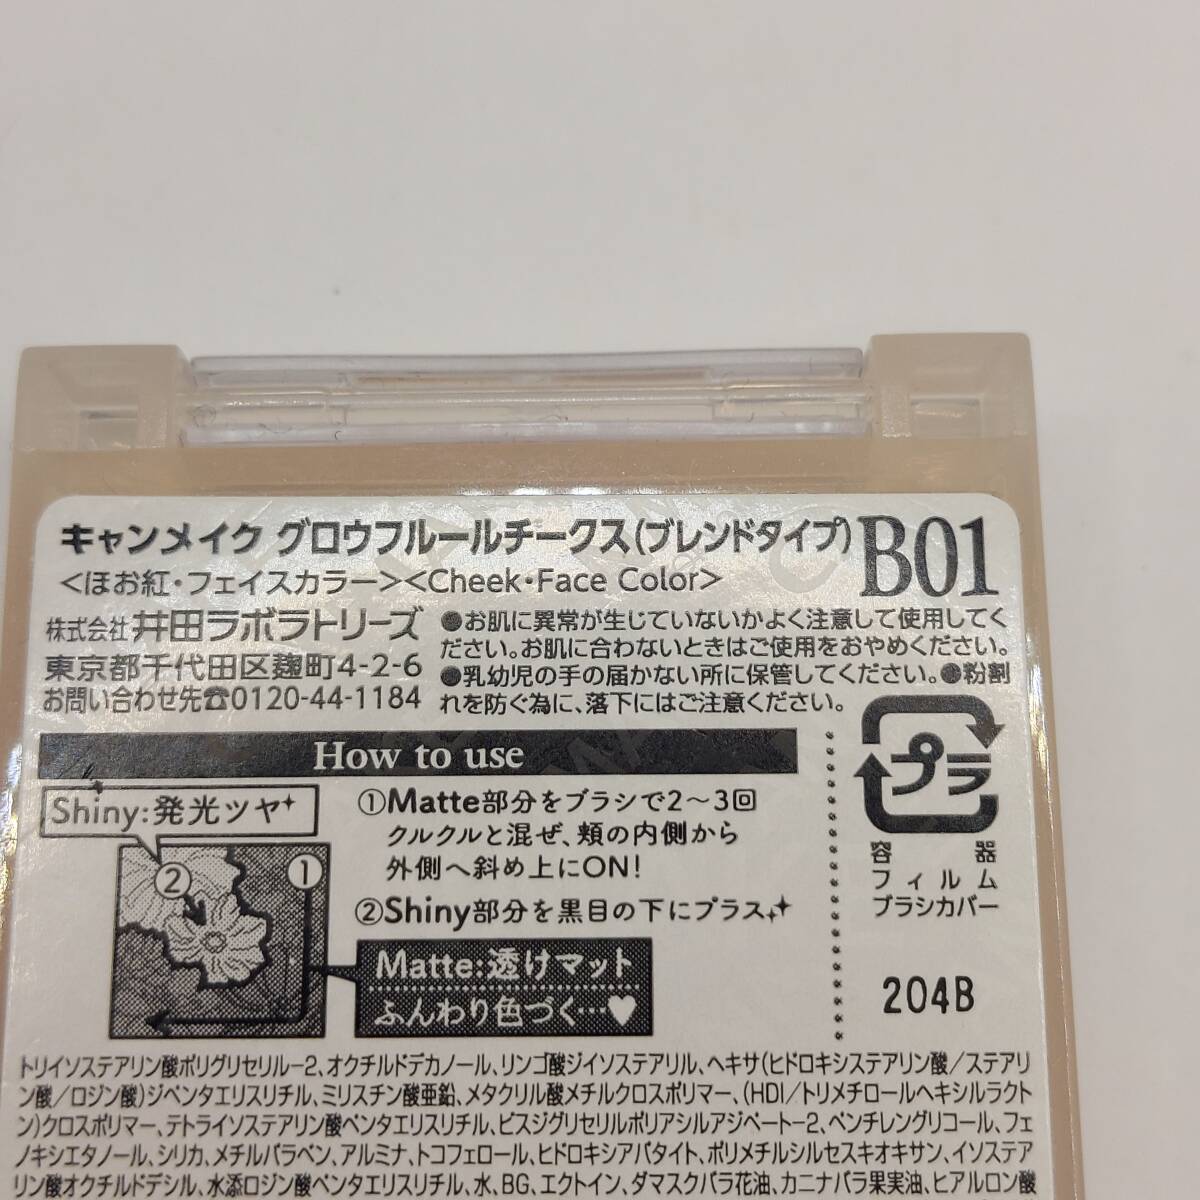 キャンメイク グロウフルールチークス(ブレンドタイプ) B01
<ほお紅・フェイスカラー><Cheek・Face Color>
株式会社 井田ラボラトリーズ
東京都千代田区麹町4-2-6
お問い合わせ先☎0120-44-1184
●お肌に異常が生じていないかよく注意して使用してく
ださい。お肌に合わないときはご使用をおやめください。
●乳幼児の手の届かない所に保管してください。●粉割
れを防ぐ為に、落下にはご注意ください。
How to use
Shiny:発光ツヤ
②
①
①Matte部分をブラシで2～3回
クルクルと混ぜ、頬の内側から
外側へ斜め上にON!
②Shiny部分を黒目の下にプラス
Matte:透けマット
ふんわり色づく…♥
プラ
容器
フィルム
ブラシカバー
204B
トリイソステアリン酸ポリグリセリル-2、オクチルドデカノール、リンゴ酸ジイソステアリル、ヘキサ(ヒドロキシステアリン酸/ステアリ
ン酸/ロジン酸)ジペンタエリスリチル、ミリスチン酸亜鉛、メタクリル酸メチルクロスポリマー、(HDI/トリメチロールヘキシルラクト
ン)クロスポリマー、テトライソステアリン酸ペンタエリスリチル、ビスジグリセリルポリアシルアジペート-2、ペンチレングリコール、フェ
ノキシエタノール、シリカ、メチルパラベン、アルミナ、トコフェロール、ヒドロキシアパタイト、ポリメチルシルセスキオキサン、イソステア
リン酸オクチルドデシル、水添ロジン酸ペンタエリスリチル、水、BG、エクトイン、ダマスクバラ花油、カニナバラ果実油、ヒアルロン酸